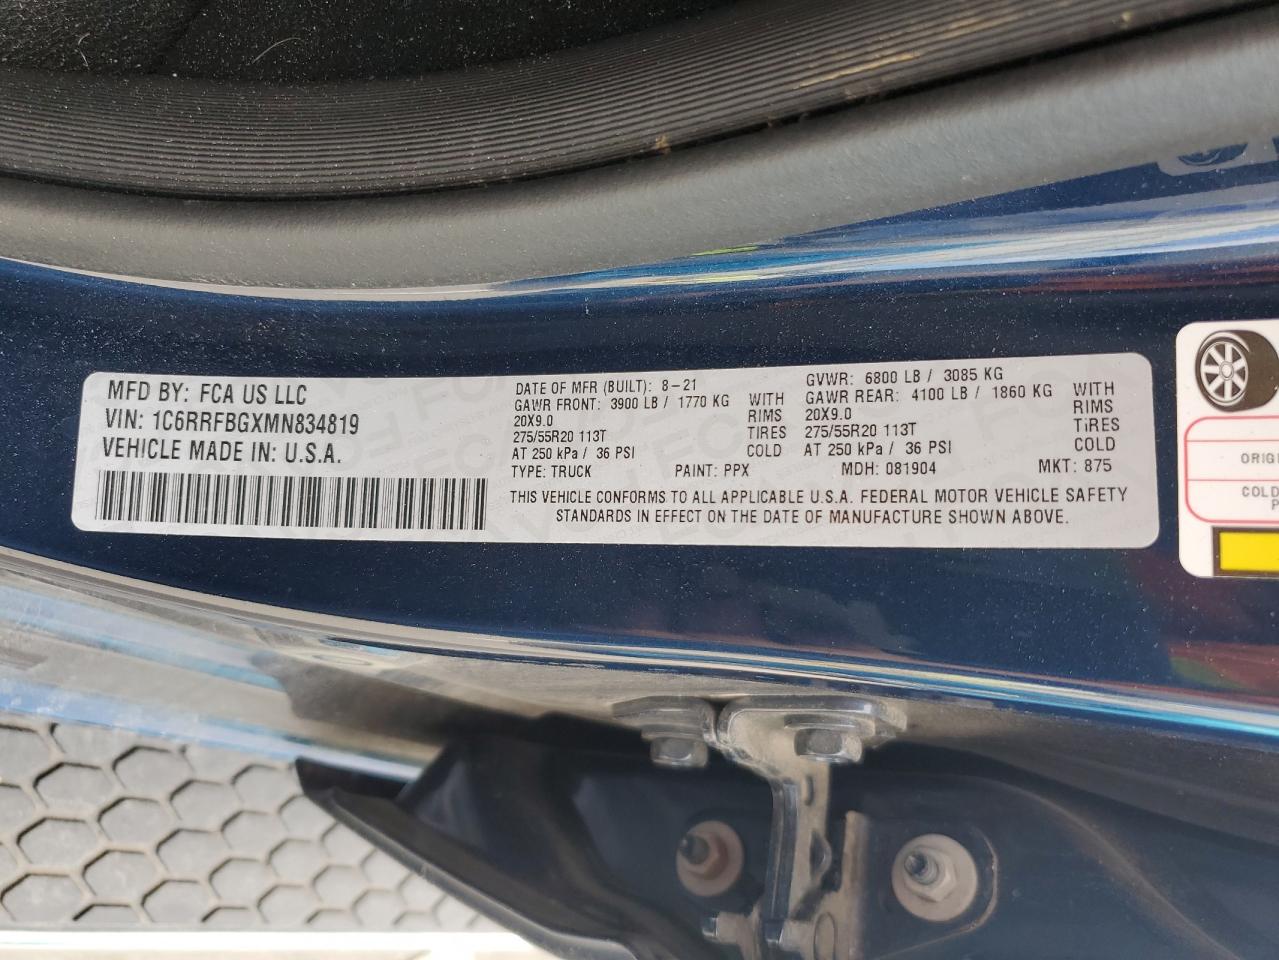 MFD BY: FCA US LLC
VIN: 1C6RRFBGXMN834819
VEHICLE MADE IN: U.S.A.
DATE OF MFR (BUILT): 8-21
GAWR FRONT: 3900 LB / 1770 KG WITH
20X9.0 RIMS
275/55R20 113T TIRES
AT 250 kPa / 36 PSI COLD
TYPE: TRUCK PAINT: PPX
GVWR: 6800 LB / 3085 KG
GAWR REAR: 4100 LB / 1860 KG WITH
20X9.0 RIMS
275/55R20 113T TIRES
AT 250 kPa / 36 PSI COLD
MDH: 081904 MKT: 875
THIS VEHICLE CONFORMS TO ALL APPLICABLE U.S.A. FEDERAL MOTOR VEHICLE SAFETY
STANDARDS IN EFFECT ON THE DATE OF MANUFACTURE SHOWN ABOVE.
ORIG
COLD
P